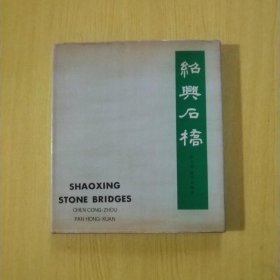 紹興石橋
SHAOXING
STONE BRIDGES
CHEN CONG-ZHOU
PAN HONG-XUAN